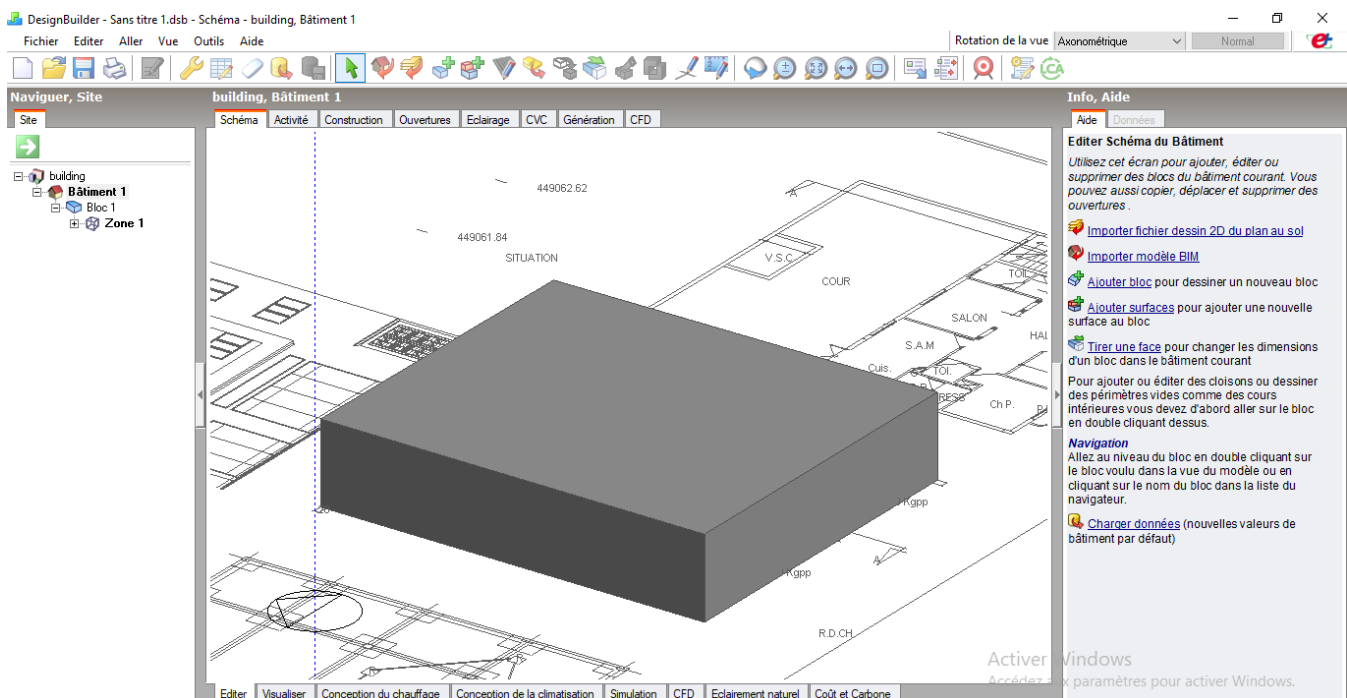 DesignBuilder - Sans titre 1.dsb - Schéma - building, Bâtiment 1
Fichier Editer Aller Vue Outils Aide
Rotation de la vue Axonométrique Normal
Naviguer, Site
Site
building
Bâtiment 1
Bloc 1
Zone 1
building, Bâtiment 1
Schéma Activité Construction Ouvertures Eclairage CVC Génération CFD
449062.62
449061.84
SITUATION
A
V.S.C
COUR
TOIL
SALON
HAL
S.A.M
Cuis.
TOI.
Ch P.
Kgpp
A
Kgpp
R.D.CH
Editer Visualiser Conception du chauffage Conception de la climatisation Simulation CFD Eclairement naturel Coût et Carbone
Info, Aide
Aide Données
Editer Schéma du Bâtiment
Utilisez cet écran pour ajouter, éditer ou
supprimer des blocs du bâtiment courant. Vous
pouvez aussi copier, déplacer et supprimer des
ouvertures .
Importer fichier dessin 2D du plan au sol
Importer modèle BIM
Ajouter bloc pour dessiner un nouveau bloc
Ajouter surfaces pour ajouter une nouvelle
surface au bloc
Tirer une face pour changer les dimensions
d'un bloc dans le bâtiment courant
Pour ajouter ou éditer des cloisons ou dessiner
des périmètres vides comme des cours
intérieures vous devez d'abord aller sur le bloc
en double cliquant dessus.
Navigation
Allez au niveau du bloc en double cliquant sur
le bloc voulu dans la vue du modèle ou en
cliquant sur le nom du bloc dans la liste du
navigateur.
Charger données (nouvelles valeurs de
bâtiment par défaut)
Activer Windows
Accédez aux paramètres pour activer Windows.